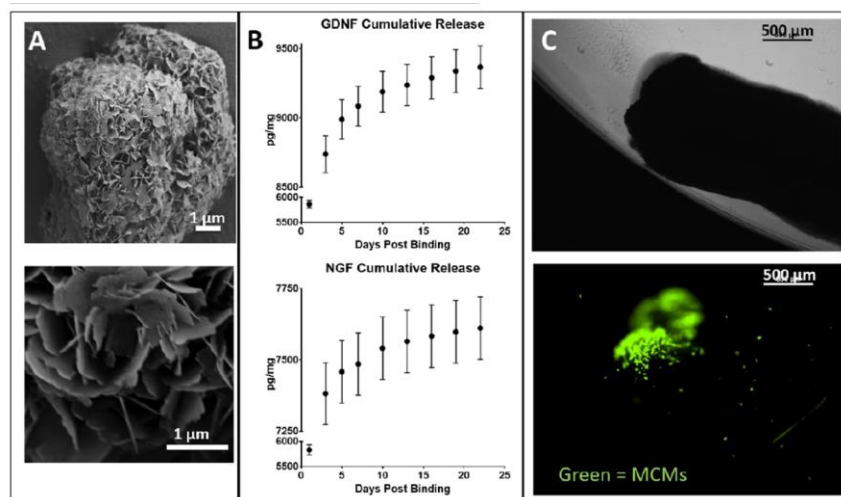 A
1 µm
1 µm
B
GDNF Cumulative Release
9500
9000
8500
6000
5500
pg/mg
0 5 10 15 20 25
Days Post Binding
NGF Cumulative Release
7750
7500
7250
6000
5500
pg/mg
0 5 10 15 20 25
Days Post Binding
C
500 µm
500 µm
Green = MCMs